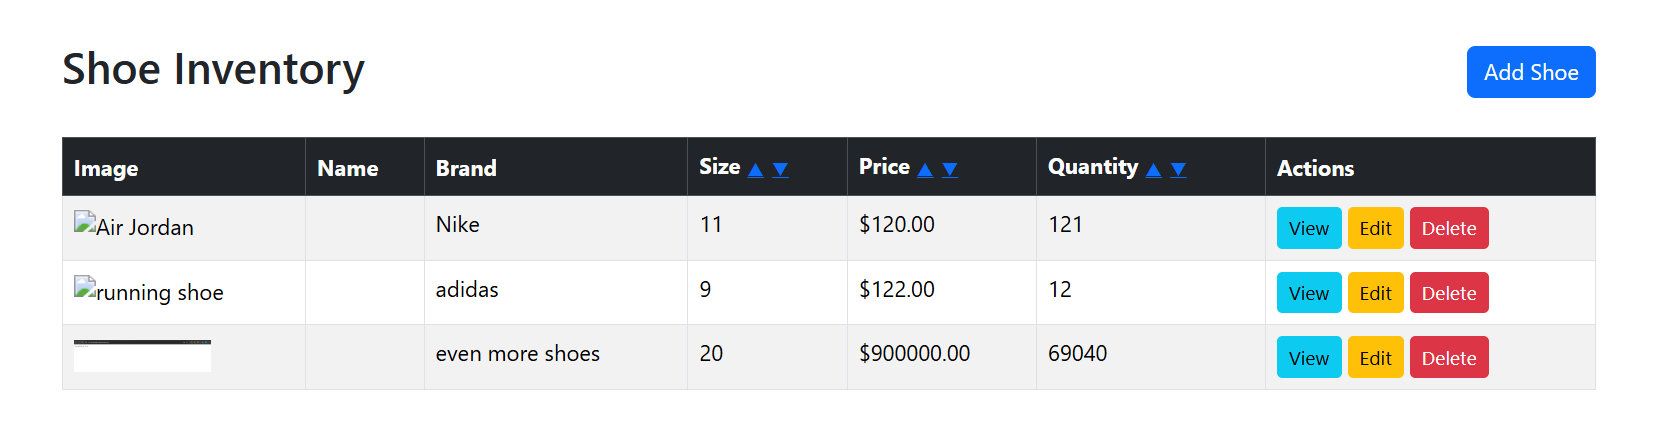 Shoe Inventory
Add Shoe
Image Name Brand Size ▲ ▼ Price ▲ ▼ Quantity ▲ ▼ Actions
Air Jordan Nike 11 $120.00 121 View Edit Delete
running shoe adidas 9 $122.00 12 View Edit Delete
even more shoes 20 $900000.00 69040 View Edit Delete